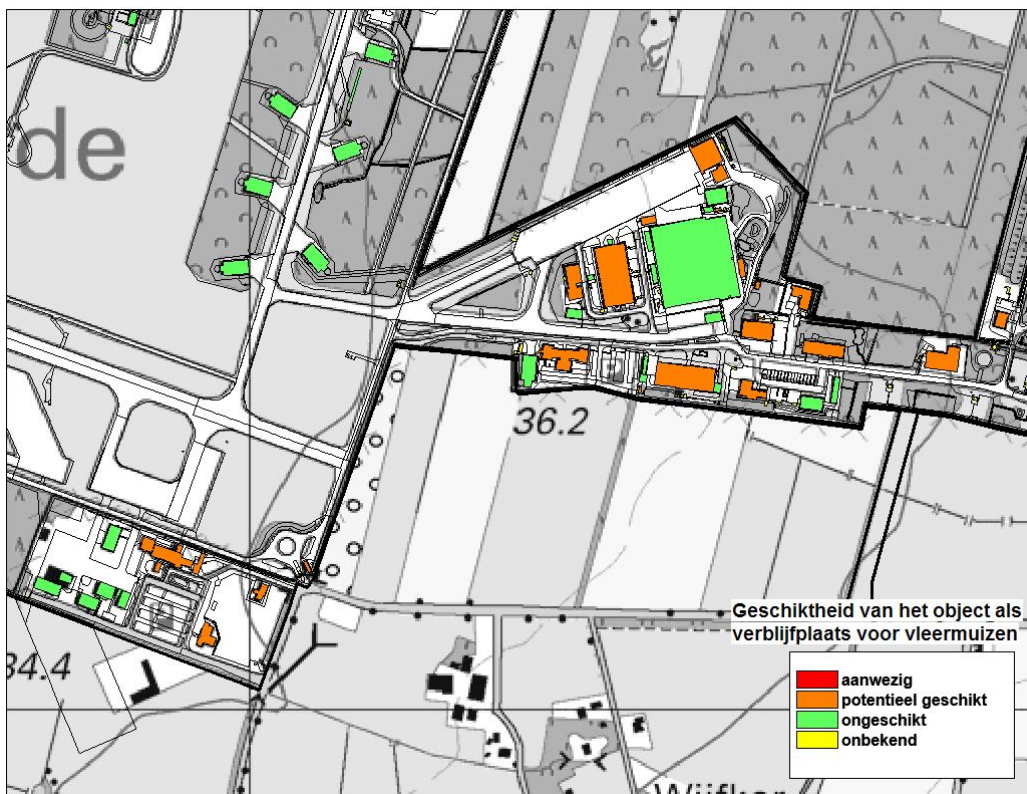 de
36.2
34.4
Geschiktheid van het object als
verblijfplaats voor vleermuizen
aanwezig
potentieel geschikt
ongeschikt
onbekend